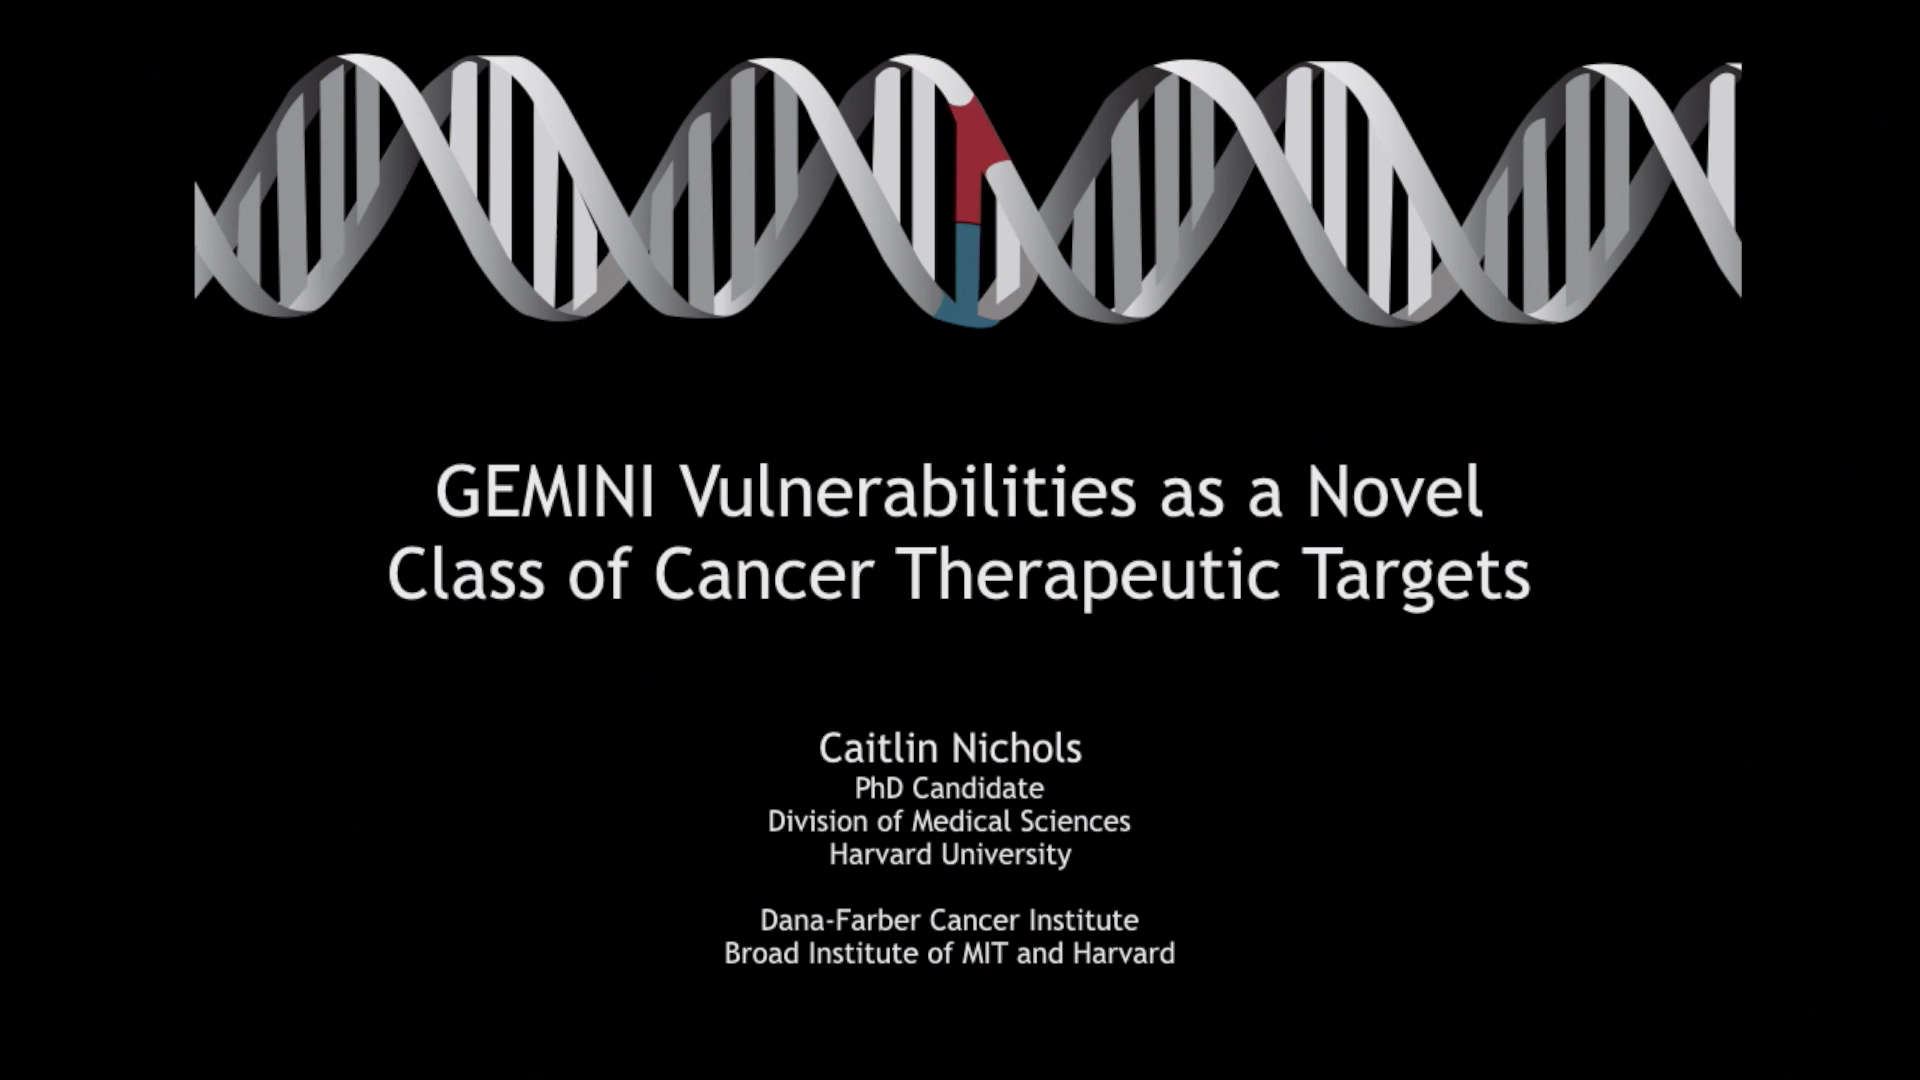 GEMINI Vulnerabilities as a Novel
Class of Cancer Therapeutic Targets
Caitlin Nichols
PhD Candidate
Division of Medical Sciences
Harvard University
Dana-Farber Cancer Institute
Broad Institute of MIT and Harvard